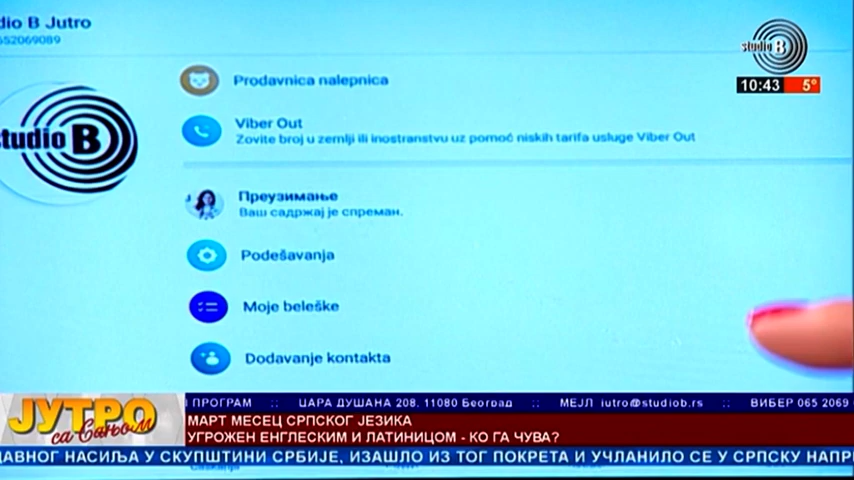 dio B Jutro
652069089
studio B
10:43 5°
tudio B
Prodavnica nalepnica
Viber Out
Zovite broj u zemlji ili inostranstvu uz pomoć niskih tarifa usluge Viber Out
Преузимање
Ваш садржај је спреман.
Podešavanja
Moje beleške
Dodavanje kontakta
ЈУТРО
са Сањом
И ПРОГРАМ :: ЦАРА ДУШАНА 208, 11080 Београд :: МЕЈЛ jutro@studiob.rs :: ВИБЕР 065 2069
МАРТ МЕСЕЦ СРПСКОГ ЈЕЗИКА
УГРОЖЕН ЕНГЛЕСКИМ И ЛАТИНИЦОМ - КО ГА ЧУВА?
ДАВНОГ НАСИЉА У СКУПШТИНИ СРБИЈЕ, ИЗАШЛО ИЗ ТОГ ПОКРЕТА И УЧЛАНИЛО СЕ У СРПСКУ НАПР